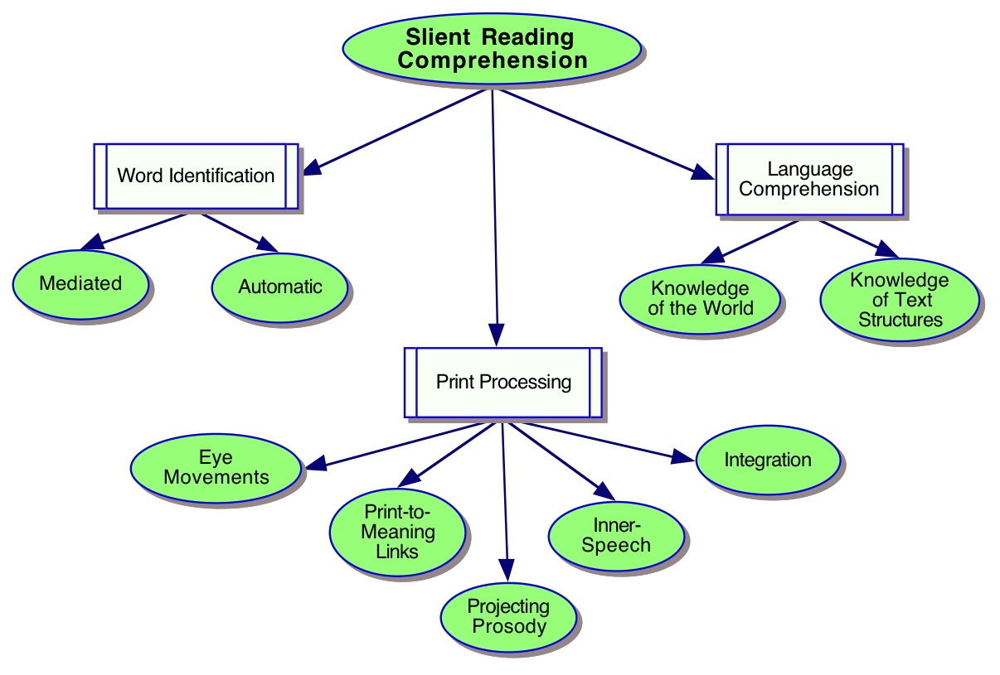 Slient Reading
Comprehension
Word Identification
Language
Comprehension
Mediated
Automatic
Knowledge
of the World
Knowledge
of Text
Structures
Print Processing
Eye
Movements
Print-to-
Meaning
Links
Projecting
Prosody
Inner-
Speech
Integration